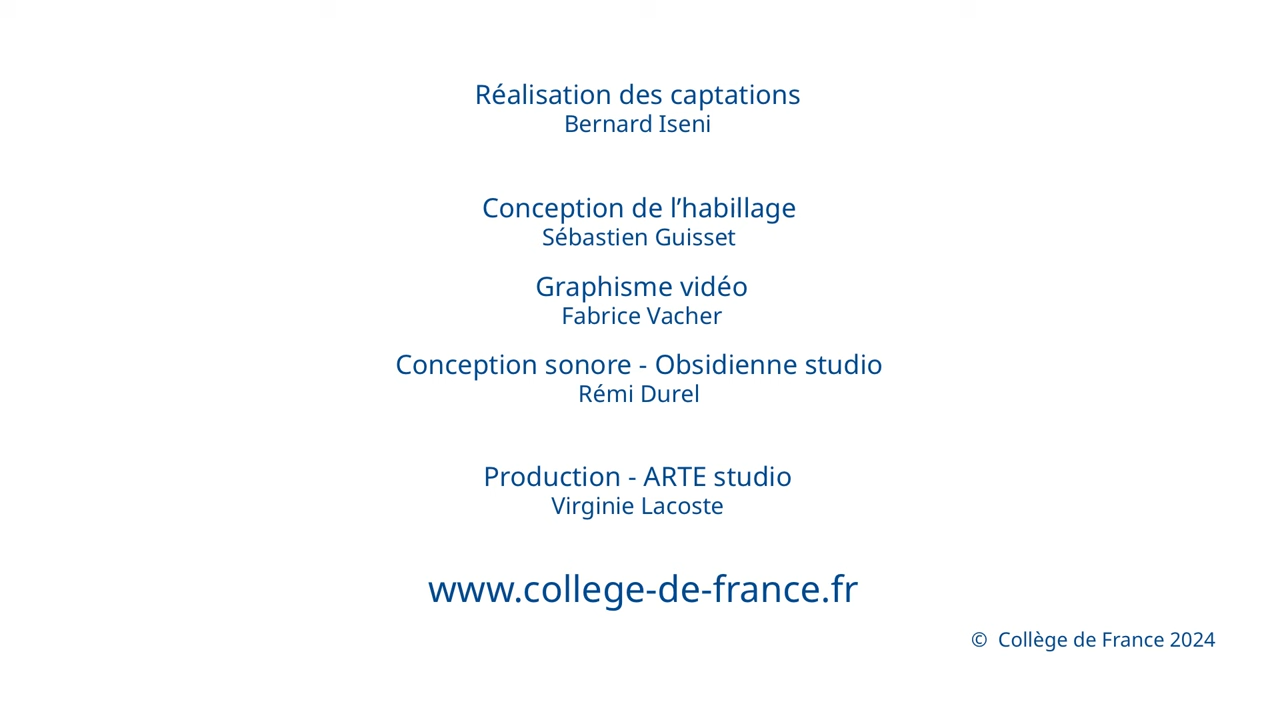 Réalisation des captations
Bernard Iseni
Conception de l’habillage
Sébastien Guisset
Graphisme vidéo
Fabrice Vacher
Conception sonore - Obsidienne studio
Rémi Durel
Production - ARTE studio
Virginie Lacoste
www.college-de-france.fr
© Collège de France 2024